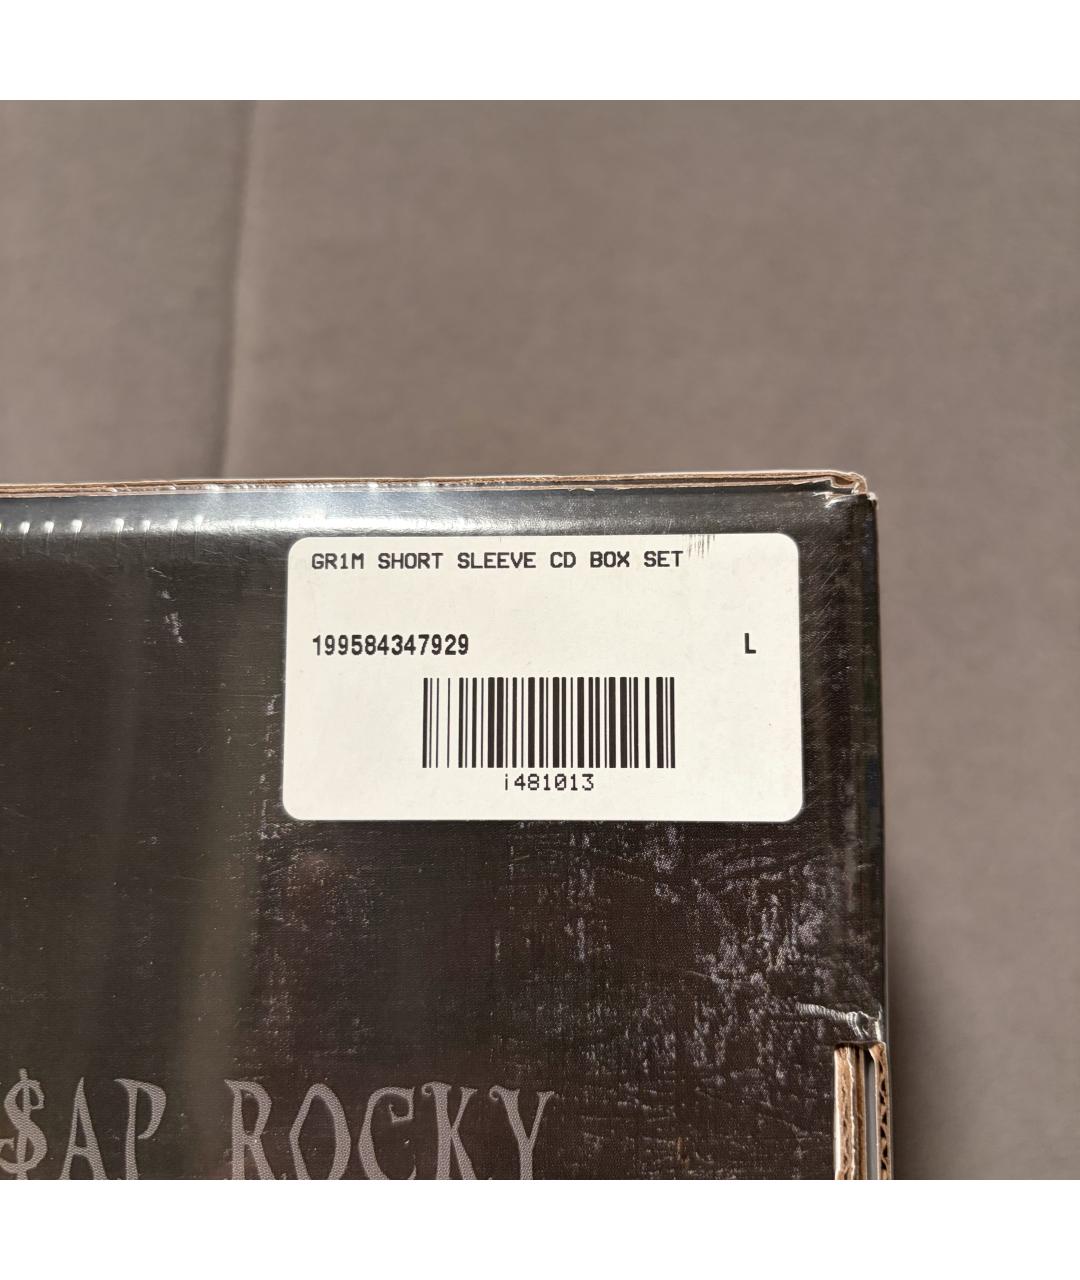 GR1M SHORT SLEEVE CD BOX SET
199584347929 L
i481013
$AP ROCKY